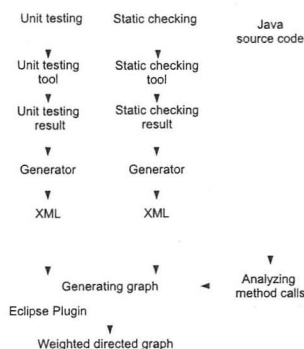 Unit testing
Static checking
Java
source code
Unit testing
tool
Static checking
tool
Unit testing
result
Static checking
result
Generator
Generator
XML
XML
Generating graph
Analyzing
method calls
Eclipse Plugin
Weighted directed graph